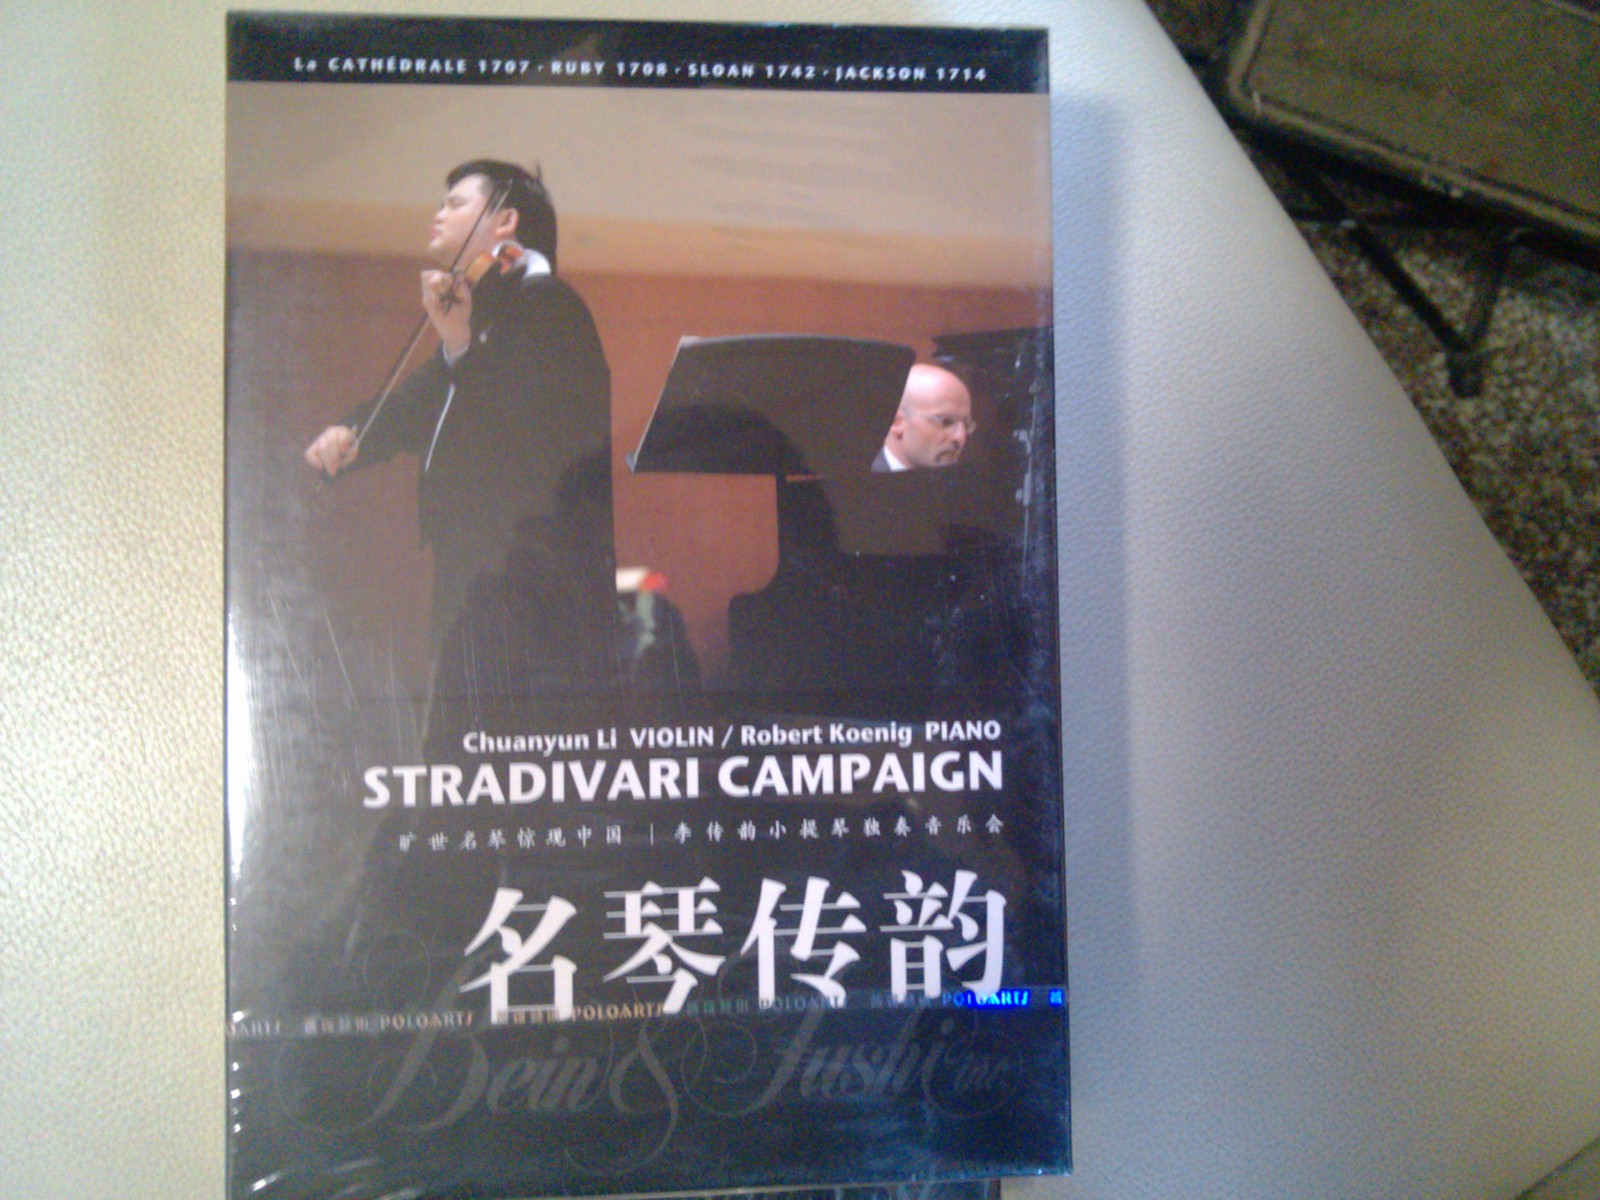 La CATHÉDRALE 1707 · RUBY 1708 · SLOAN 1742 · JACKSON 1714
Chuanyun Li VIOLIN / Robert Koenig PIANO
STRADIVARI CAMPAIGN
旷世名琴惊现中国 | 李传韵小提琴独奏音乐会
名琴传韵
OARTS POLOARTS POLOARTS POLOARTS POLOARTS
Bein & Fushi inc.